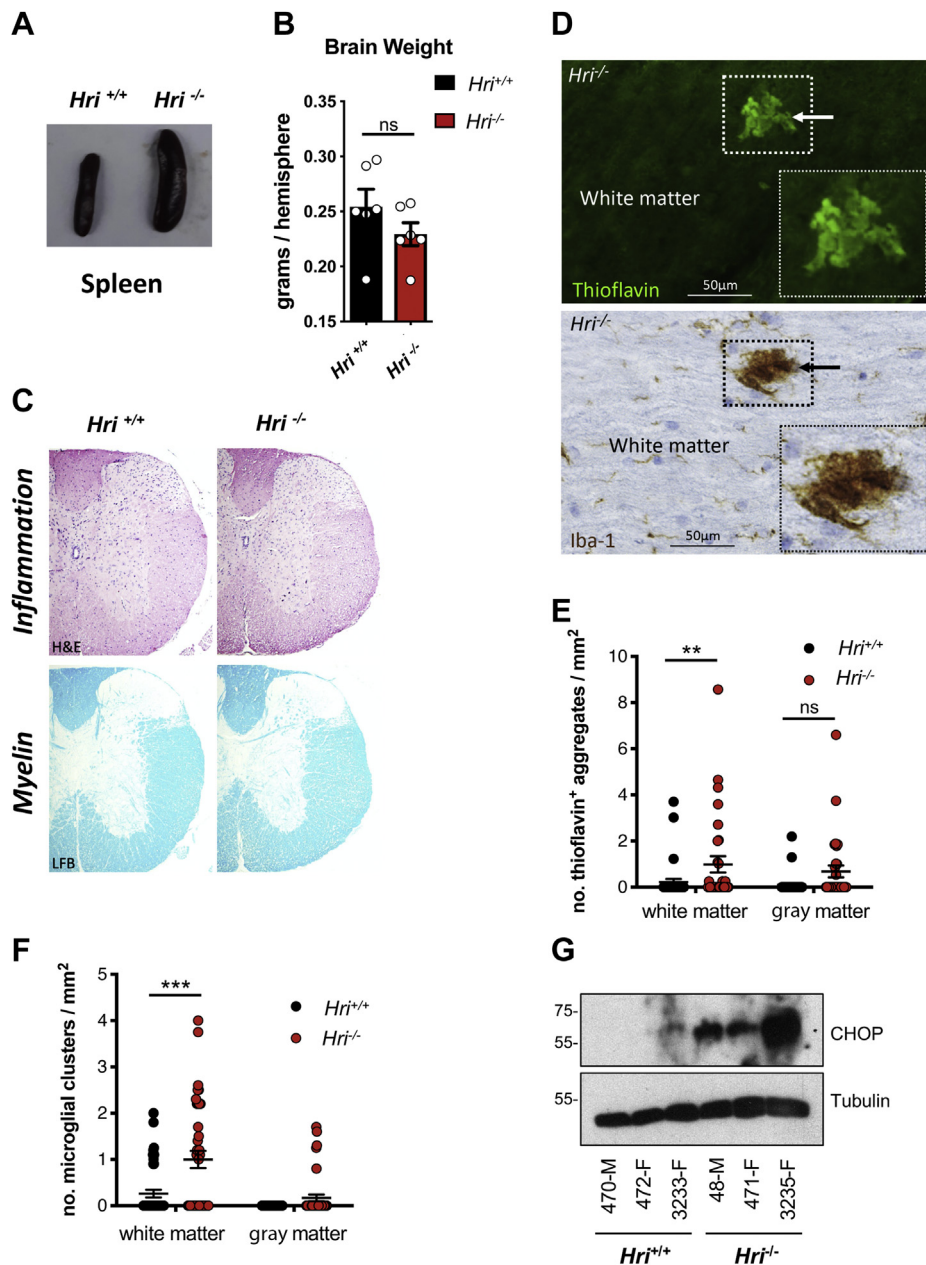 A
Hri +/+ Hri -/-
Spleen
B
Brain Weight
Hri+/+
Hri-/-
ns
grams / hemisphere
0.35
0.30
0.25
0.20
0.15
Hri +/+ Hri -/-
C
Hri +/+ Hri -/-
Inflammation
H&E
Myelin
LFB
D
Hri-/-
White matter
Thioflavin
50µm
Hri-/-
White matter
Iba-1
50µm
E
no. thioflavin+ aggregates / mm2
10
8
6
4
2
0
**
ns
Hri+/+
Hri-/-
white matter gray matter
F
no. microglial clusters / mm2
5
4
3
2
1
0
***
Hri+/+
Hri-/-
white matter gray matter
G
75-
55-
CHOP
55-
Tubulin
470-M 472-F 3233-F 48-M 471-F 3235-F
Hri+/+ Hri-/-